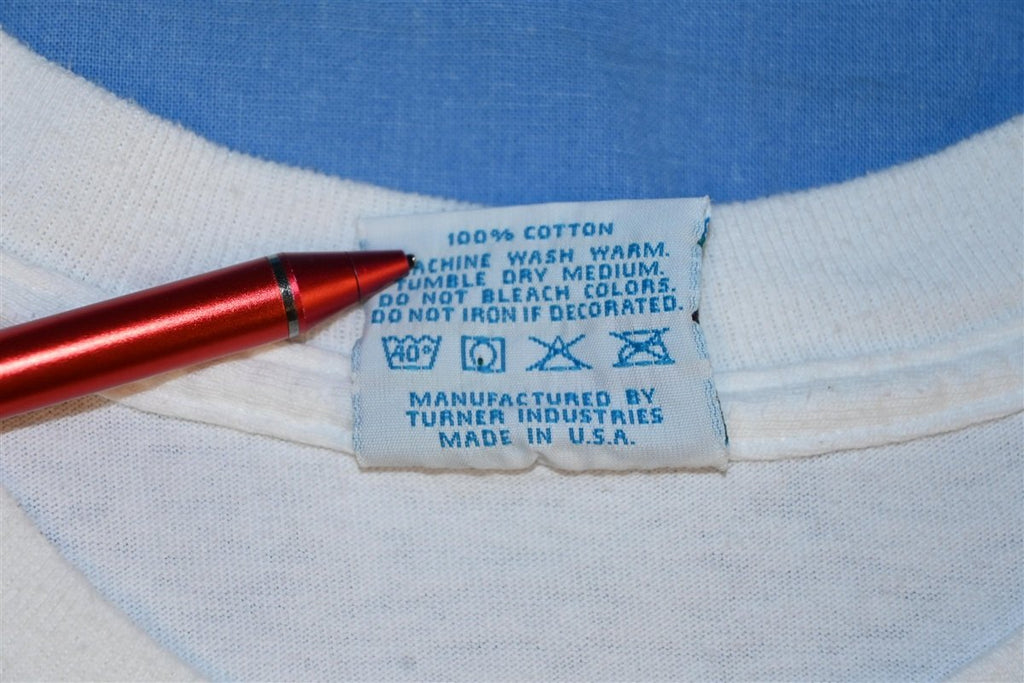 100% COTTON
MACHINE WASH WARM.
TUMBLE DRY MEDIUM.
DO NOT BLEACH COLORS.
DO NOT IRON IF DECORATED.
40°
MANUFACTURED BY
TURNER INDUSTRIES
MADE IN U.S.A.